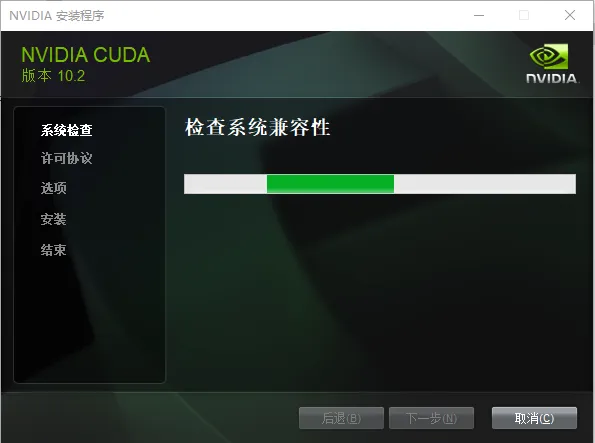 NVIDIA 安装程序
NVIDIA CUDA
版本 10.2
NVIDIA.
系统检查
许可协议
选项
安装
结束
检查系统兼容性
后退(B)
下一步(N)
取消(C)